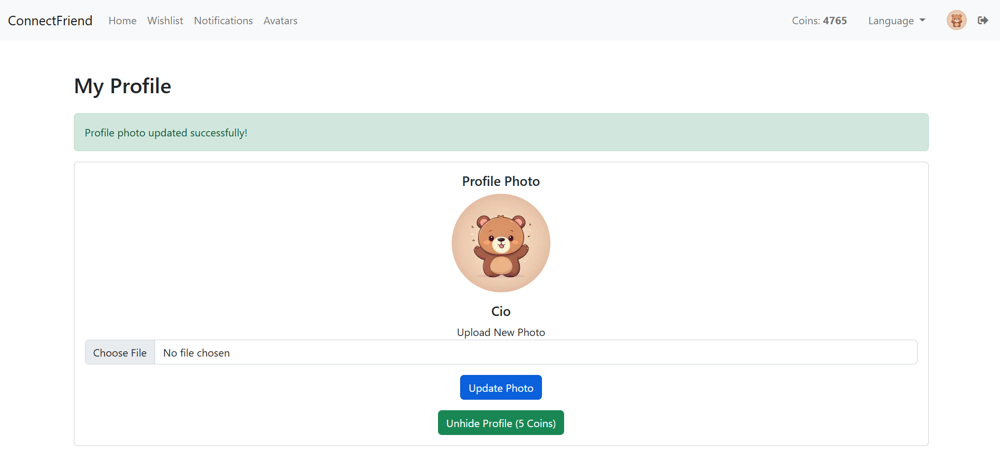 ConnectFriend Home Wishlist Notifications Avatars Coins: 4765 Language
My Profile
Profile photo updated successfully!
Profile Photo
Cio
Upload New Photo
Choose File No file chosen
Update Photo
Unhide Profile (5 Coins)